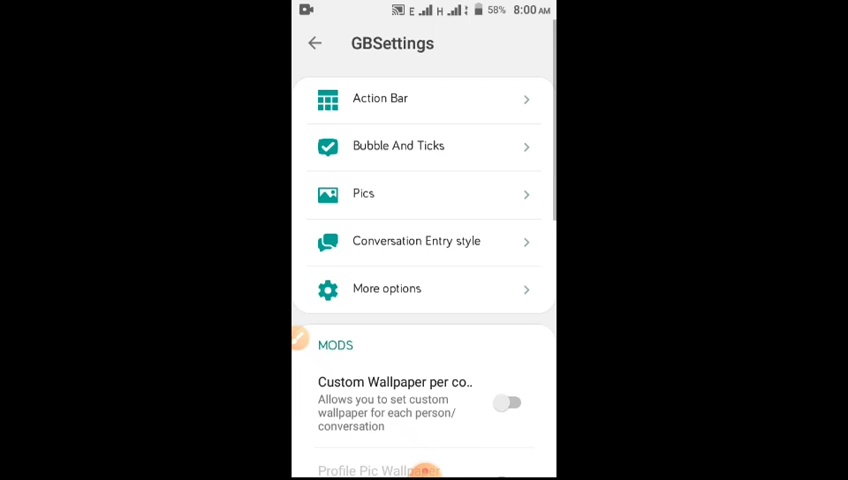 E H 58% 8:00 AM
GBSettings
Action Bar
Bubble And Ticks
Pics
Conversation Entry style
More options
MODS
Custom Wallpaper per co..
Allows you to set custom
wallpaper for each person/
conversation
Profile Pic Wallpaper